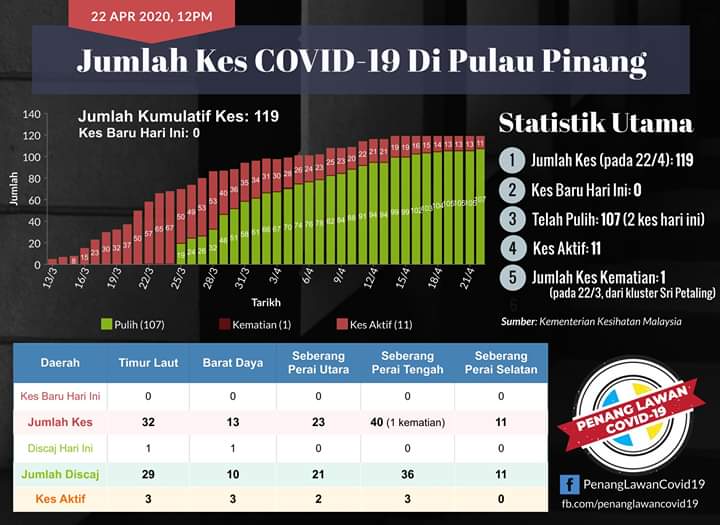 22 APR 2020, 12PM
Jumlah Kes COVID-19 Di Pulau Pinang
Jumlah Kumulatif Kes: 119
Kes Baru Hari Ini: 0
Jumlah
140
120
100
80
60
40
20
0
13/3 16/3 19/3 22/3 25/3 28/3 31/3 3/4 6/4 9/4 12/4 15/4 18/4 21/4
Tarikh
Pulih (107) Kematian (1) Kes Aktif (11)
Statistik Utama
1 Jumlah Kes (pada 22/4): 119
2 Kes Baru Hari Ini: 0
3 Telah Pulih: 107 (2 kes hari ini)
4 Kes Aktif: 11
5 Jumlah Kes Kematian: 1
(pada 22/3, dari kluster Sri Petaling)
Sumber: Kementerian Kesihatan Malaysia
Daerah Timur Laut Barat Daya Seberang Perai Utara Seberang Perai Tengah Seberang Perai Selatan
Kes Baru Hari Ini 0 0 0 0 0
Jumlah Kes 32 13 23 40 (1 kematian) 11
Discaj Hari Ini 1 1 0 0 0
Jumlah Discaj 29 10 21 36 11
Kes Aktif 3 3 2 3 0
PENANG LAWAN
COVID-19
PenangLawanCovid19
fb.com/penanglawancovid19